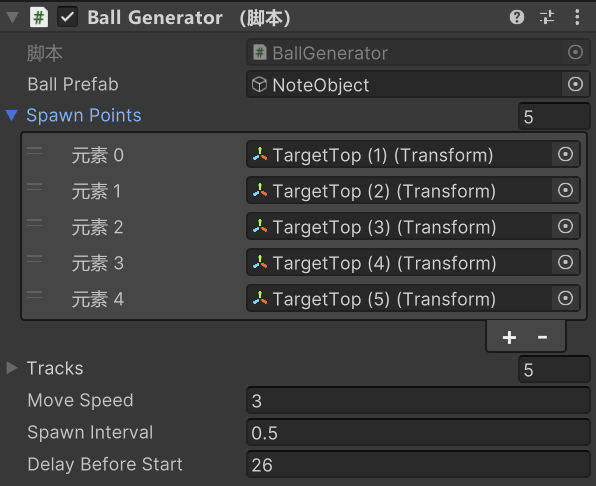 Ball Generator （脚本）
脚本 BallGenerator
Ball Prefab NoteObject
Spawn Points 5
元素 0 TargetTop (1) (Transform)
元素 1 TargetTop (2) (Transform)
元素 2 TargetTop (3) (Transform)
元素 3 TargetTop (4) (Transform)
元素 4 TargetTop (5) (Transform)
+ -
Tracks 5
Move Speed 3
Spawn Interval 0.5
Delay Before Start 26